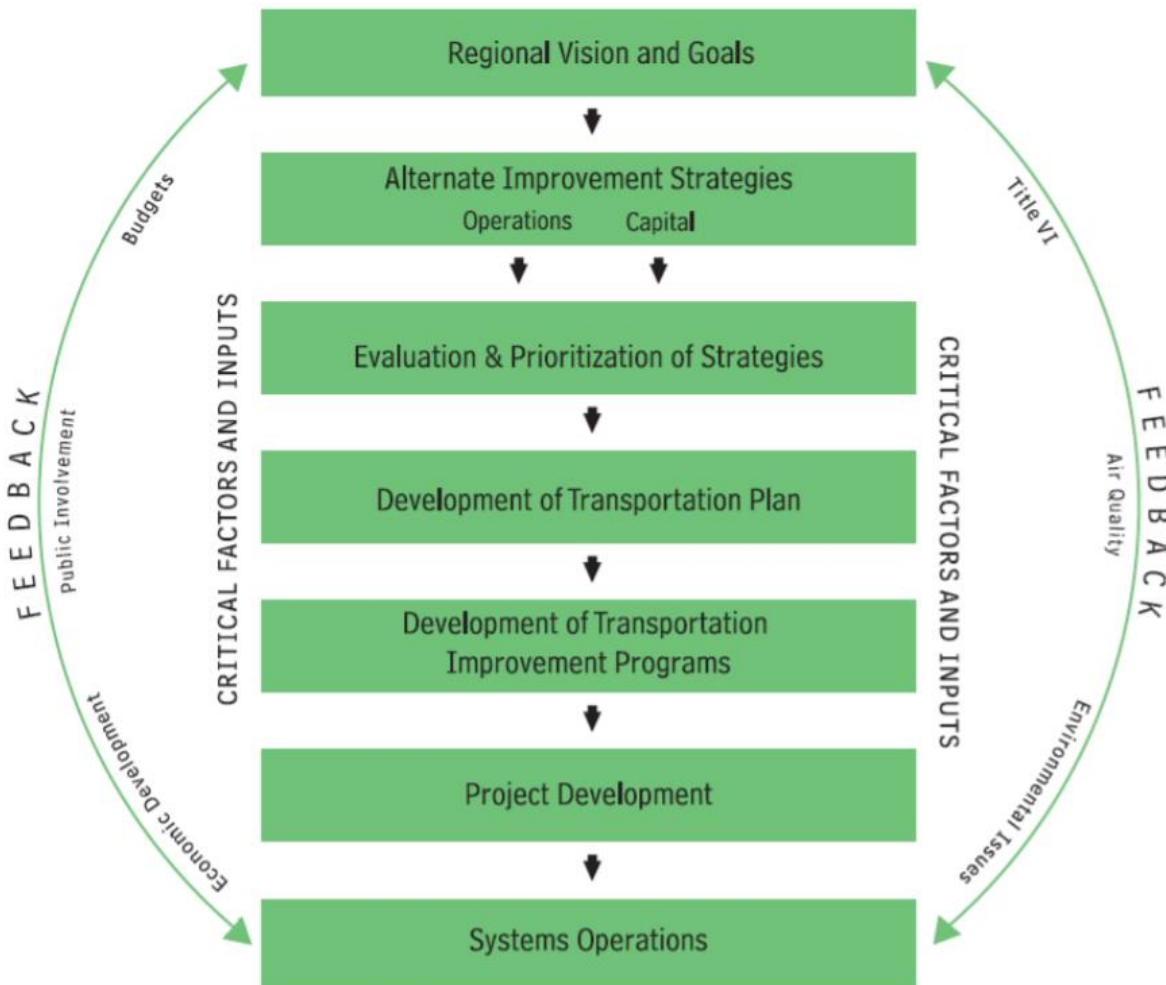 Regional Vision and Goals
Alternate Improvement Strategies
Operations Capital
Evaluation & Prioritization of Strategies
Development of Transportation Plan
Development of Transportation
Improvement Programs
Project Development
Systems Operations
FEEDBACK
Budgets
Public Involvement
Economic Development
CRITICAL FACTORS AND INPUTS
CRITICAL FACTORS AND INPUTS
Title VI
Air Quality
Environmental Issues
FEEDBACK